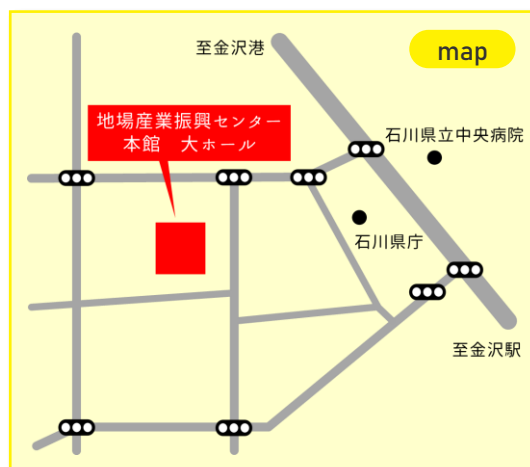 map
至金沢港
地場産業振興センター
本館　大ホール
石川県立中央病院
石川県庁
至金沢駅